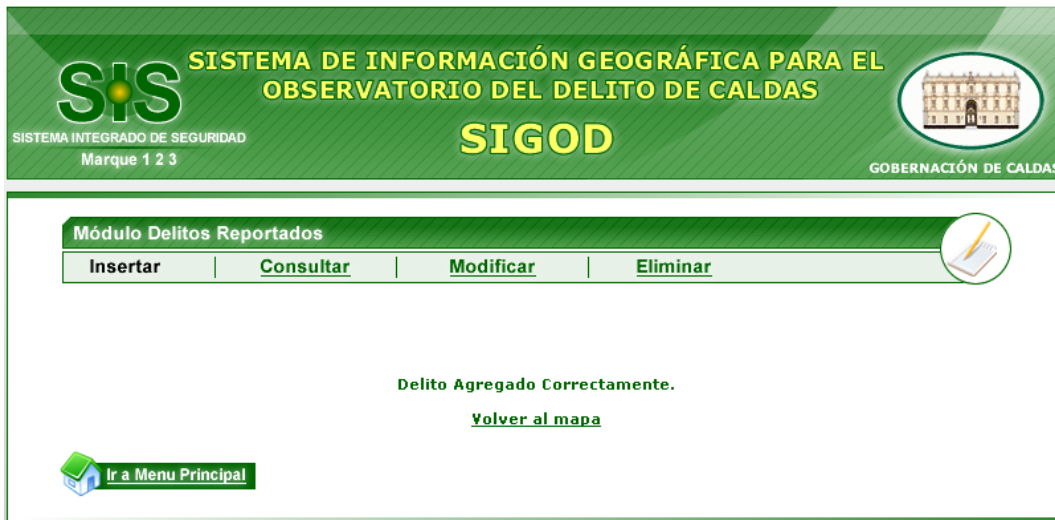 SISTEMA DE INFORMACIÓN GEOGRÁFICA PARA EL
OBSERVATORIO DEL DELITO DE CALDAS
SIGOD
SIS
SISTEMA INTEGRADO DE SEGURIDAD
Marque 1 2 3
GOBERNACIÓN DE CALDAS
Módulo Delitos Reportados
Insertar | Consultar | Modificar | Eliminar
Delito Agregado Correctamente.
Volver al mapa
Ir a Menu Principal